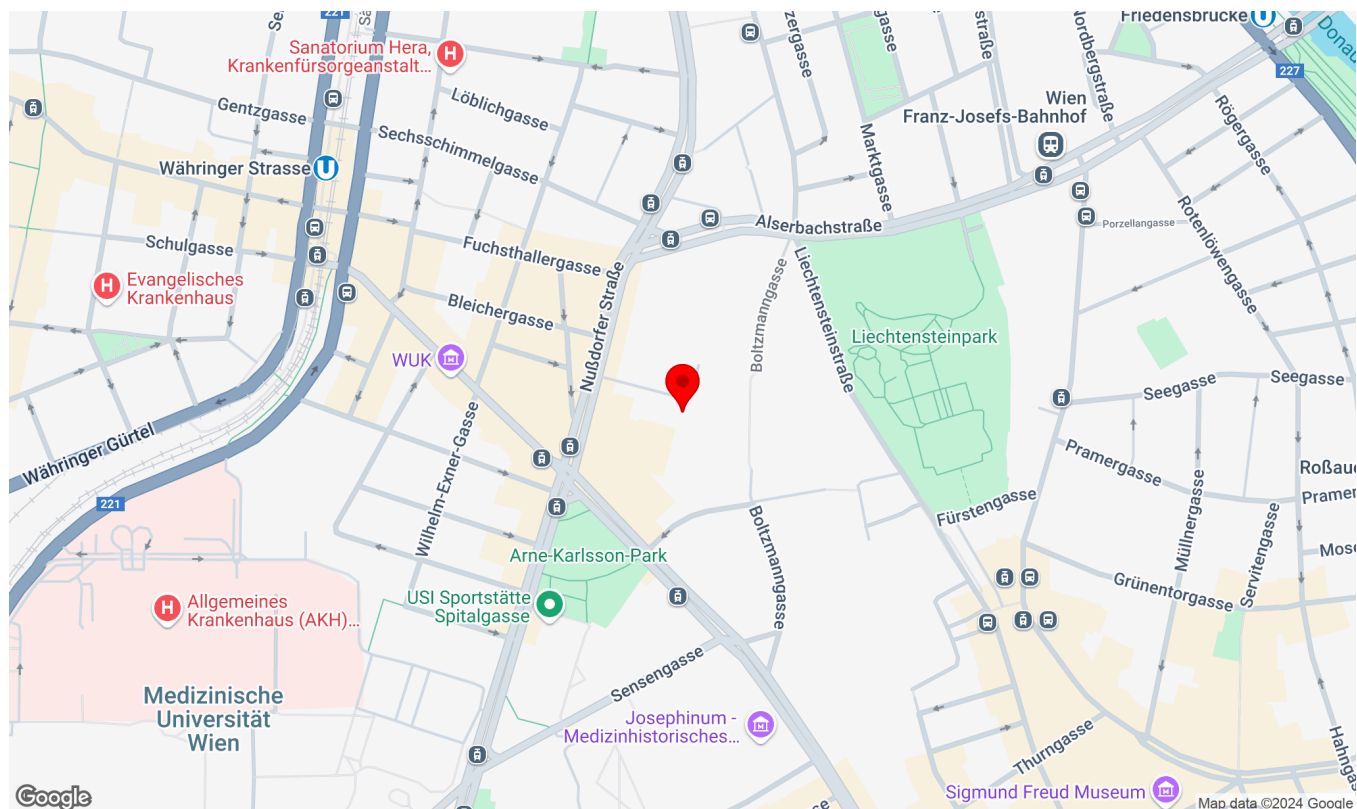 221
Friedensbrücke
227
Sanatorium Hera,
Krankenfürsorgeanstalt...
Löblichgasse
Gentzgasse
Sechsschimmelgasse
Währinger Strasse
Wien
Franz-Josefs-Bahnhof
Nordbergstraße
Marktgasse
Rögergasse
Rotenlöwengasse
Porzellangasse
Alserbachstraße
Schulgasse
Fuchsthallergasse
Evangelisches
Krankenhaus
Bleichergasse
Nußdorfer Straße
Boltzmanngasse
Liechtensteinstraße
Liechtensteinpark
WUK
Seegasse
Seegasse
Währinger Gürtel
221
Wilhelm-Exner-Gasse
Pramergasse
Roßau
Pramer
Müllnergasse
Servitengasse
Fürstengasse
Mose
Boltzmanngasse
Arne-Karlsson-Park
Grünentorgasse
USI Sportstätte
Spitalgasse
Allgemeines
Krankenhaus (AKH)...
Sensengasse
Medizinische
Universität
Wien
Josephinum -
Medizinhistorisches...
Thurngasse
Hahnga
Sigmund Freud Museum
Google
Map data ©2024 Google